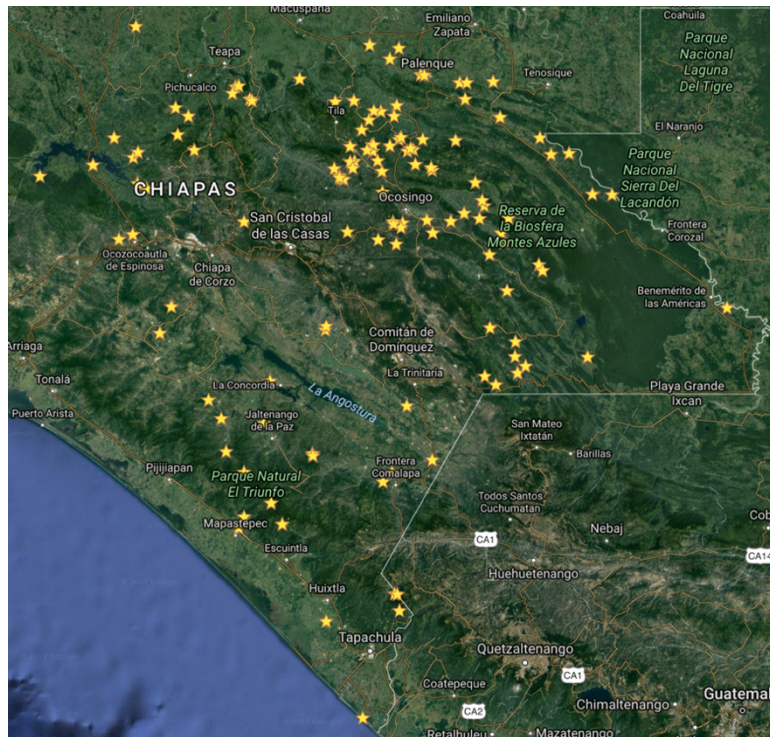 Macuspana
Emiliano
Zapata
Coahuila
Teapa
Palenque
Tenosique
Parque
Nacional
Laguna
Del Tigre
Pichucalco
Tila
El Naranjo
CHIAPAS
Ocosingo
Parque
Nacional
Sierra Del
Lacandón
San Cristobal
de las Casas
Reserva de
la Biosfera
Montes Azules
Frontera
Corozal
Ocozocoautla
de Espinosa
Chiapa
de Corzo
Benemérito de
las Américas
Arriaga
Comitán de
Domínguez
Tonalá
La Trinitaria
La Concordia
La Angostura
Playa Grande
Ixcan
Puerto Arista
Jaltenango
de la Paz
San Mateo
Ixtatán
Barillas
Pijijiapan
Parque Natural
El Triunfo
Frontera
Comalapa
Todos Santos
Cuchumatan
Nebaj
Cob
Mapastepec
CA1
CA14
Escuintla
Huehuetenango
Huixtla
Tapachula
Quetzaltenango
CA1
Coatepeque
CA2
Chimaltenango
Guatemal
Retalhuleu
Mazatenango